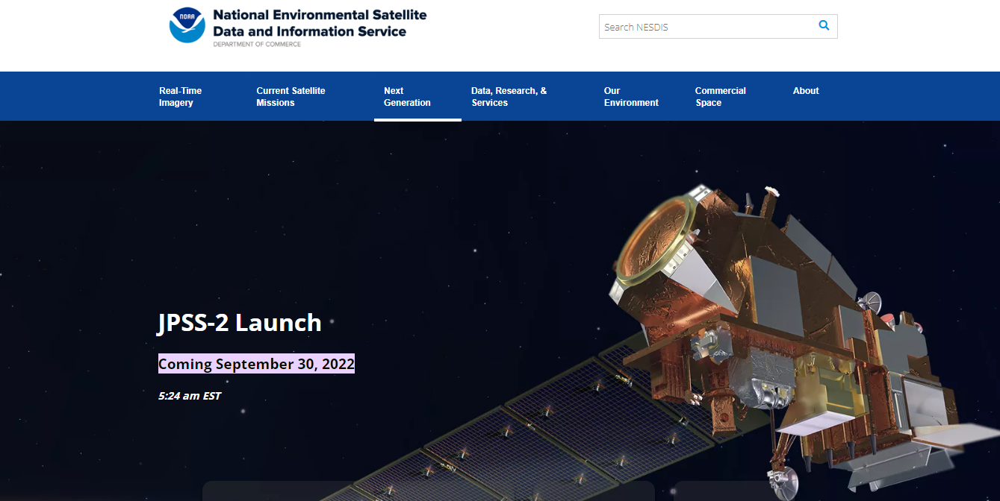 NOAA
National Environmental Satellite
Data and Information Service
DEPARTMENT OF COMMERCE
Search NESDIS
Real-Time
Imagery
Current Satellite
Missions
Next
Generation
Data, Research, &
Services
Our
Environment
Commercial
Space
About
JPSS-2 Launch
Coming September 30, 2022
5:24 am EST